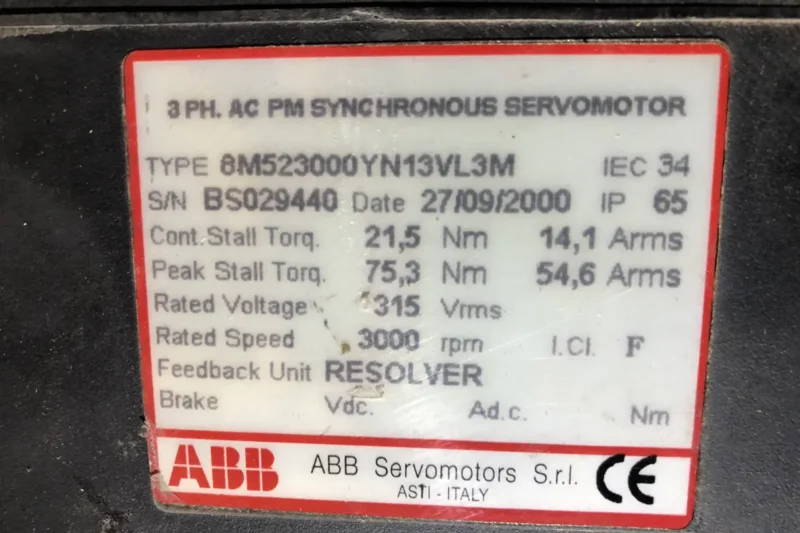 3 PH. AC PM SYNCHRONOUS SERVOMOTOR
TYPE 8M523000YN13VL3M IEC 34
S/N BS029440 Date 27/09/2000 IP 65
Cont.Stall Torq. 21,5 Nm 14,1 Arms
Peak Stall Torq. 75,3 Nm 54,6 Arms
Rated Voltage 315 Vrms
Rated Speed 3000 rpm I.Cl. F
Feedback Unit RESOLVER
Brake Vdc. Ad.c. Nm
ABB ABB Servomotors S.r.l. CE
ASTI - ITALY